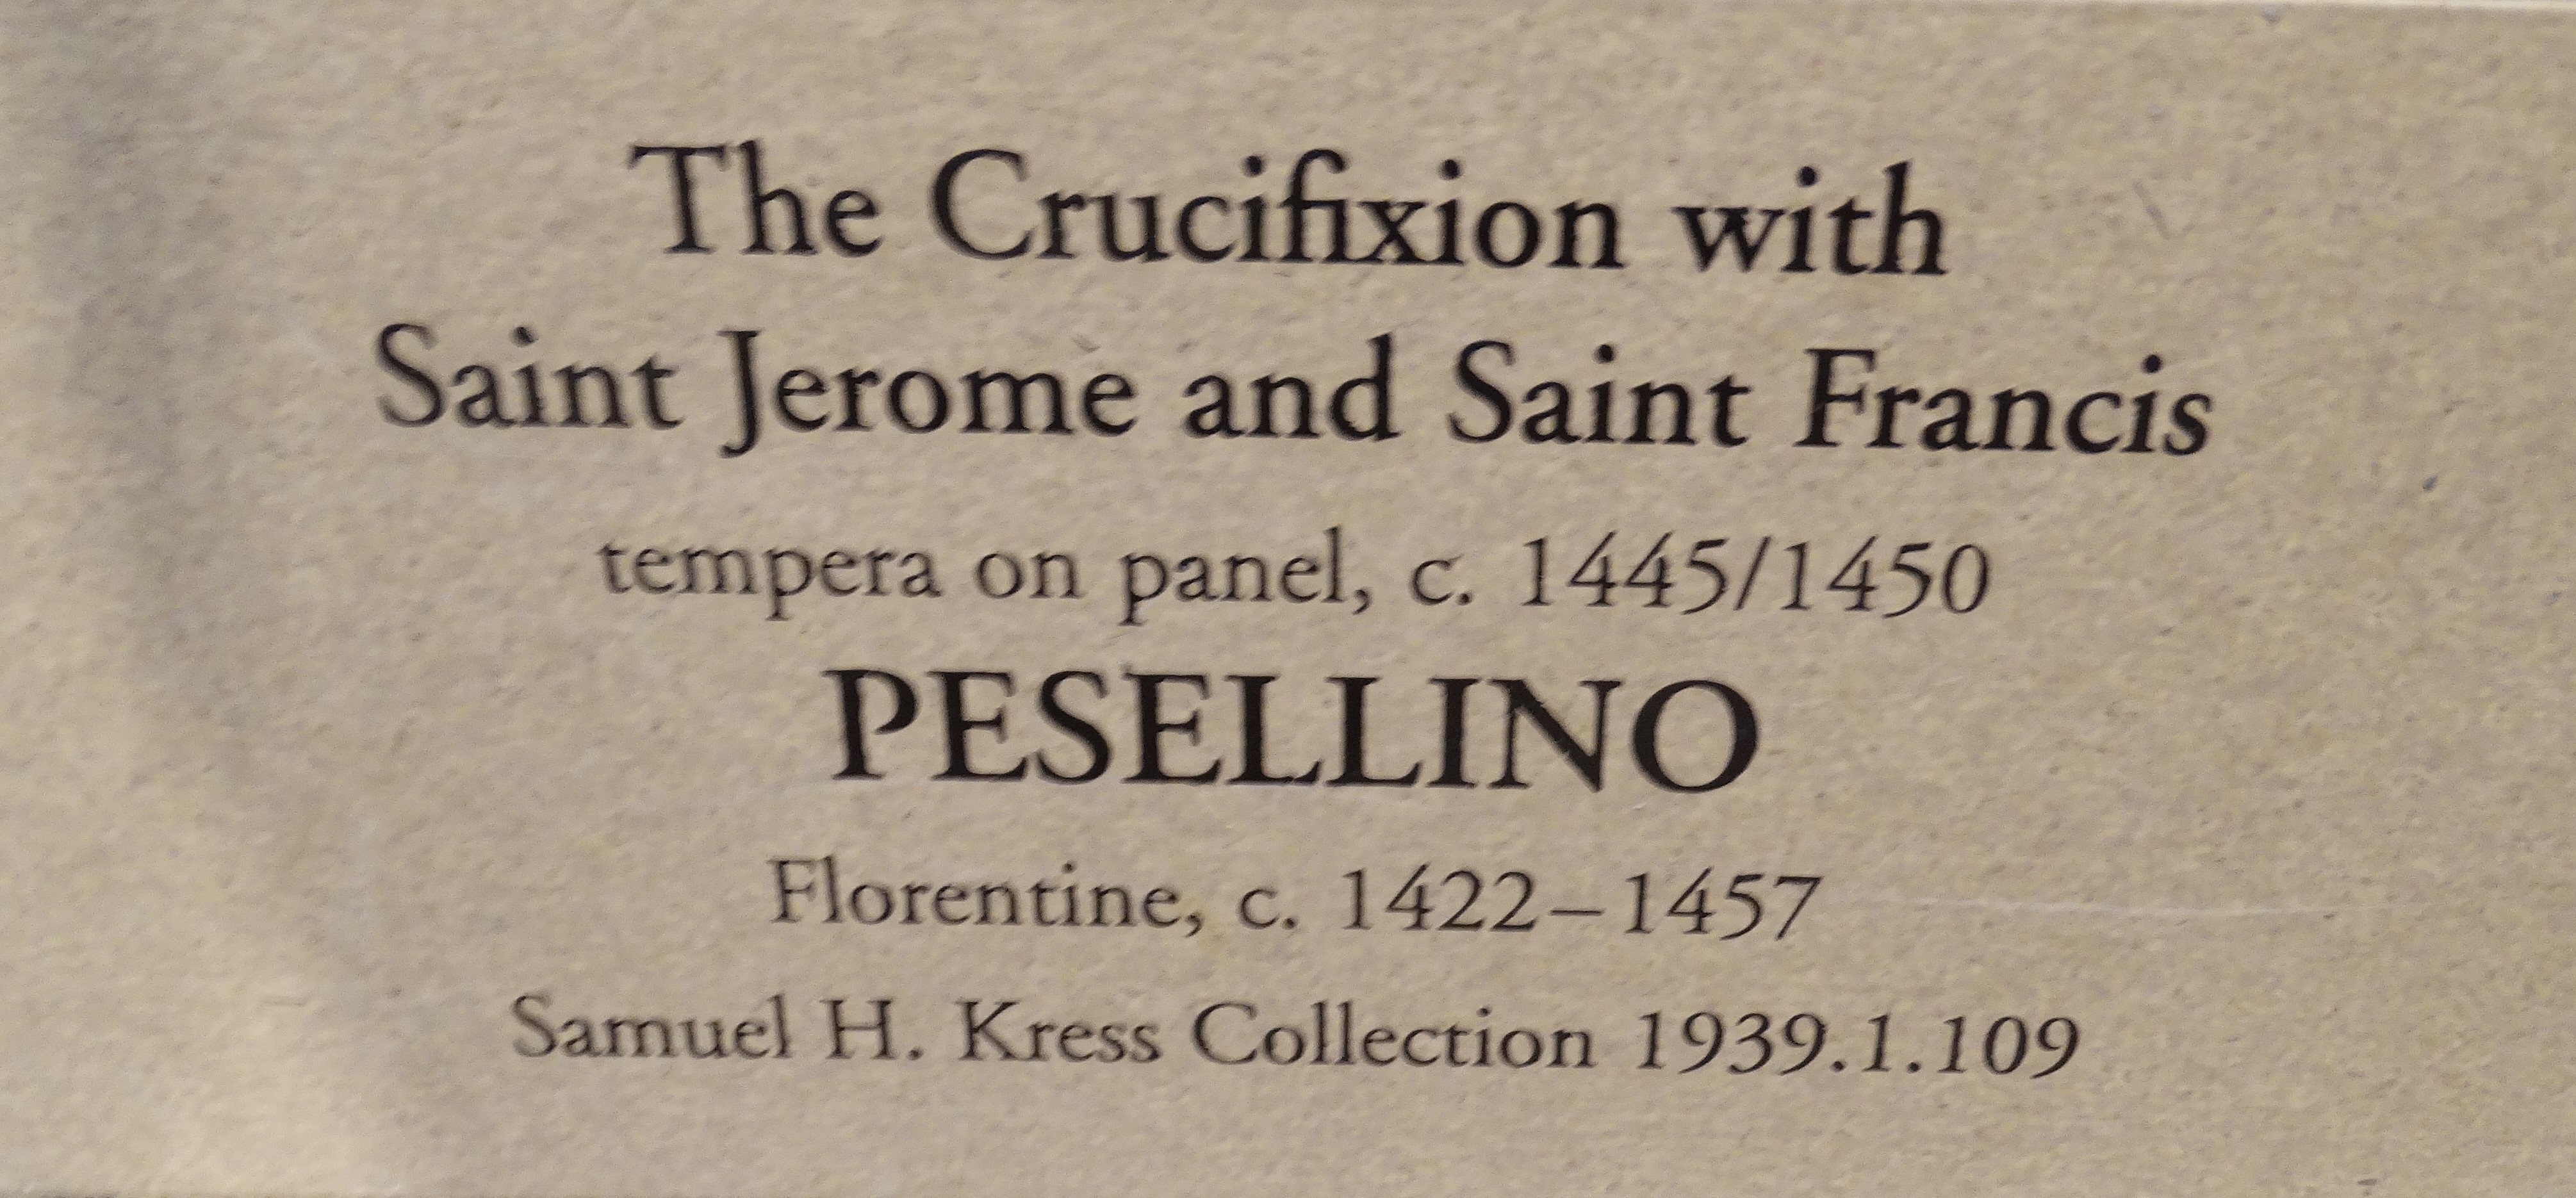 The Crucifixion with
Saint Jerome and Saint Francis
tempera on panel, c. 1445/1450
PESELLINO
Florentine, c. 1422–1457
Samuel H. Kress Collection 1939.1.109